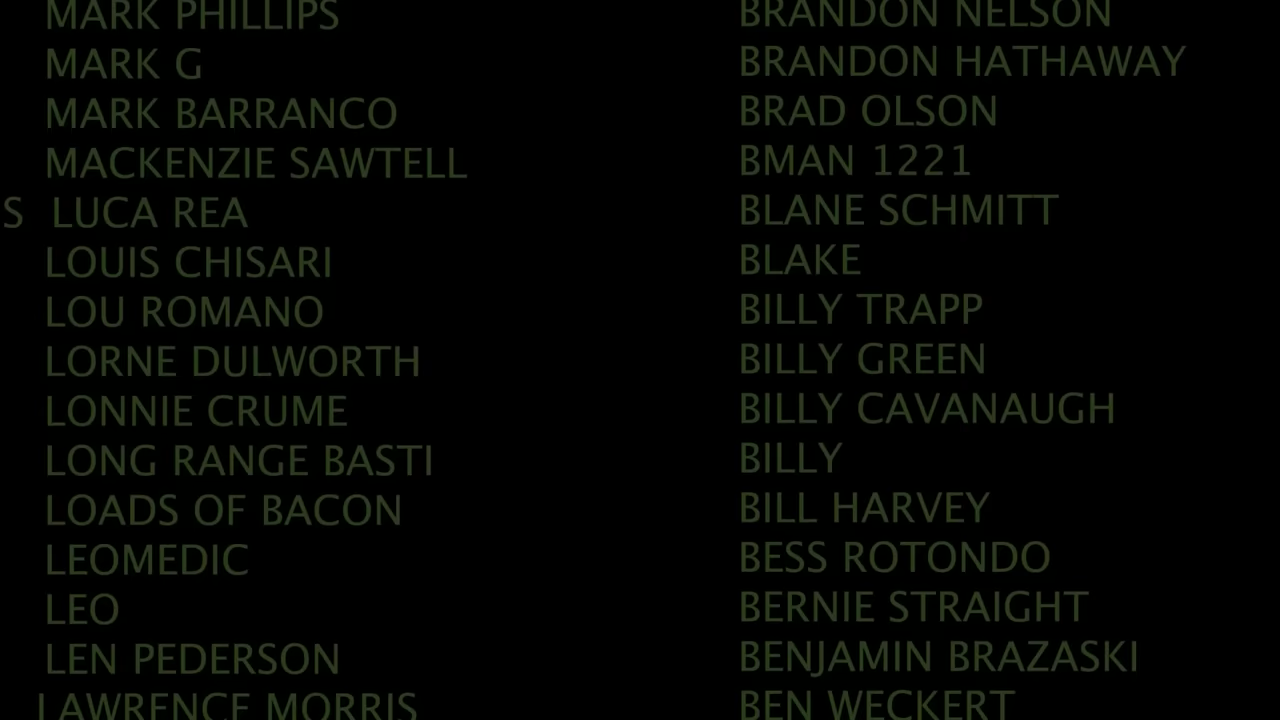 MARK PHILLIPS
MARK G
MARK BARRANCO
MACKENZIE SAWTELL
S LUCA REA
LOUIS CHISARI
LOU ROMANO
LORNE DULWORTH
LONNIE CRUME
LONG RANGE BASTI
LOADS OF BACON
LEOMEDIC
LEO
LEN PEDERSON
LAWRENCE MORRIS
BRANDON NELSON
BRANDON HATHAWAY
BRAD OLSON
BMAN 1221
BLANE SCHMITT
BLAKE
BILLY TRAPP
BILLY GREEN
BILLY CAVANAUGH
BILLY
BILL HARVEY
BESS ROTONDO
BERNIE STRAIGHT
BENJAMIN BRAZASKI
BEN WECKERT